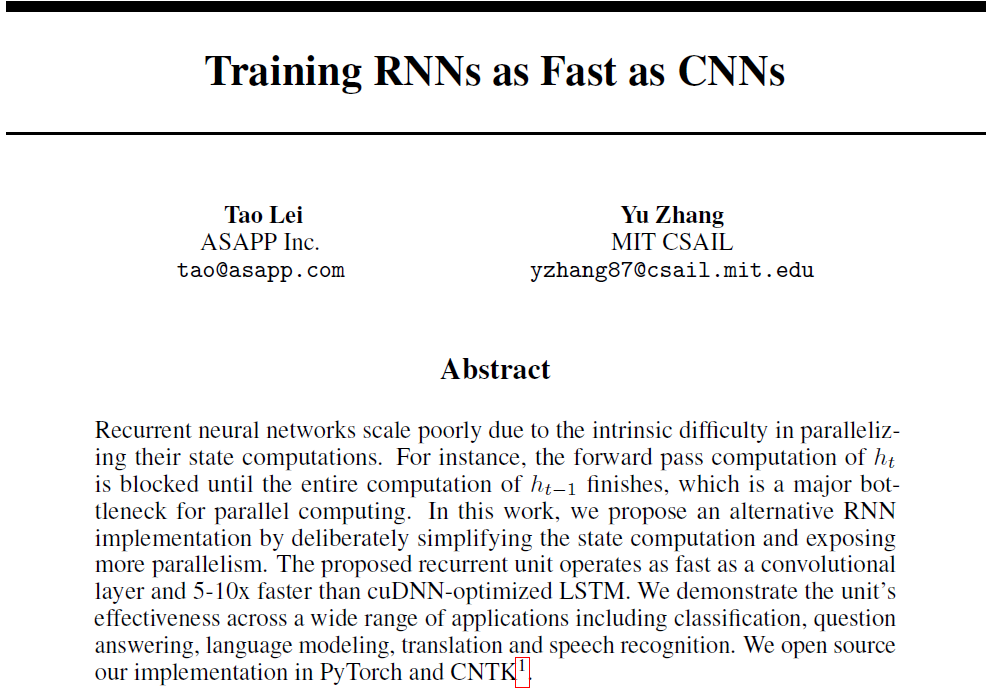 Training RNNs as Fast as CNNs
Tao Lei
ASAPP Inc.
tao@asapp.com
Yu Zhang
MIT CSAIL
yzhang87@csail.mit.edu
Abstract
Recurrent neural networks scale poorly due to the intrinsic difficulty in paralleliz-
ing their state computations. For instance, the forward pass computation of h_t
is blocked until the entire computation of h_{t−1} finishes, which is a major bot-
tleneck for parallel computing. In this work, we propose an alternative RNN
implementation by deliberately simplifying the state computation and exposing
more parallelism. The proposed recurrent unit operates as fast as a convolutional
layer and 5-10x faster than cuDNN-optimized LSTM. We demonstrate the unit's
effectiveness across a wide range of applications including classification, question
answering, language modeling, translation and speech recognition. We open source
our implementation in PyTorch and CNTK¹.